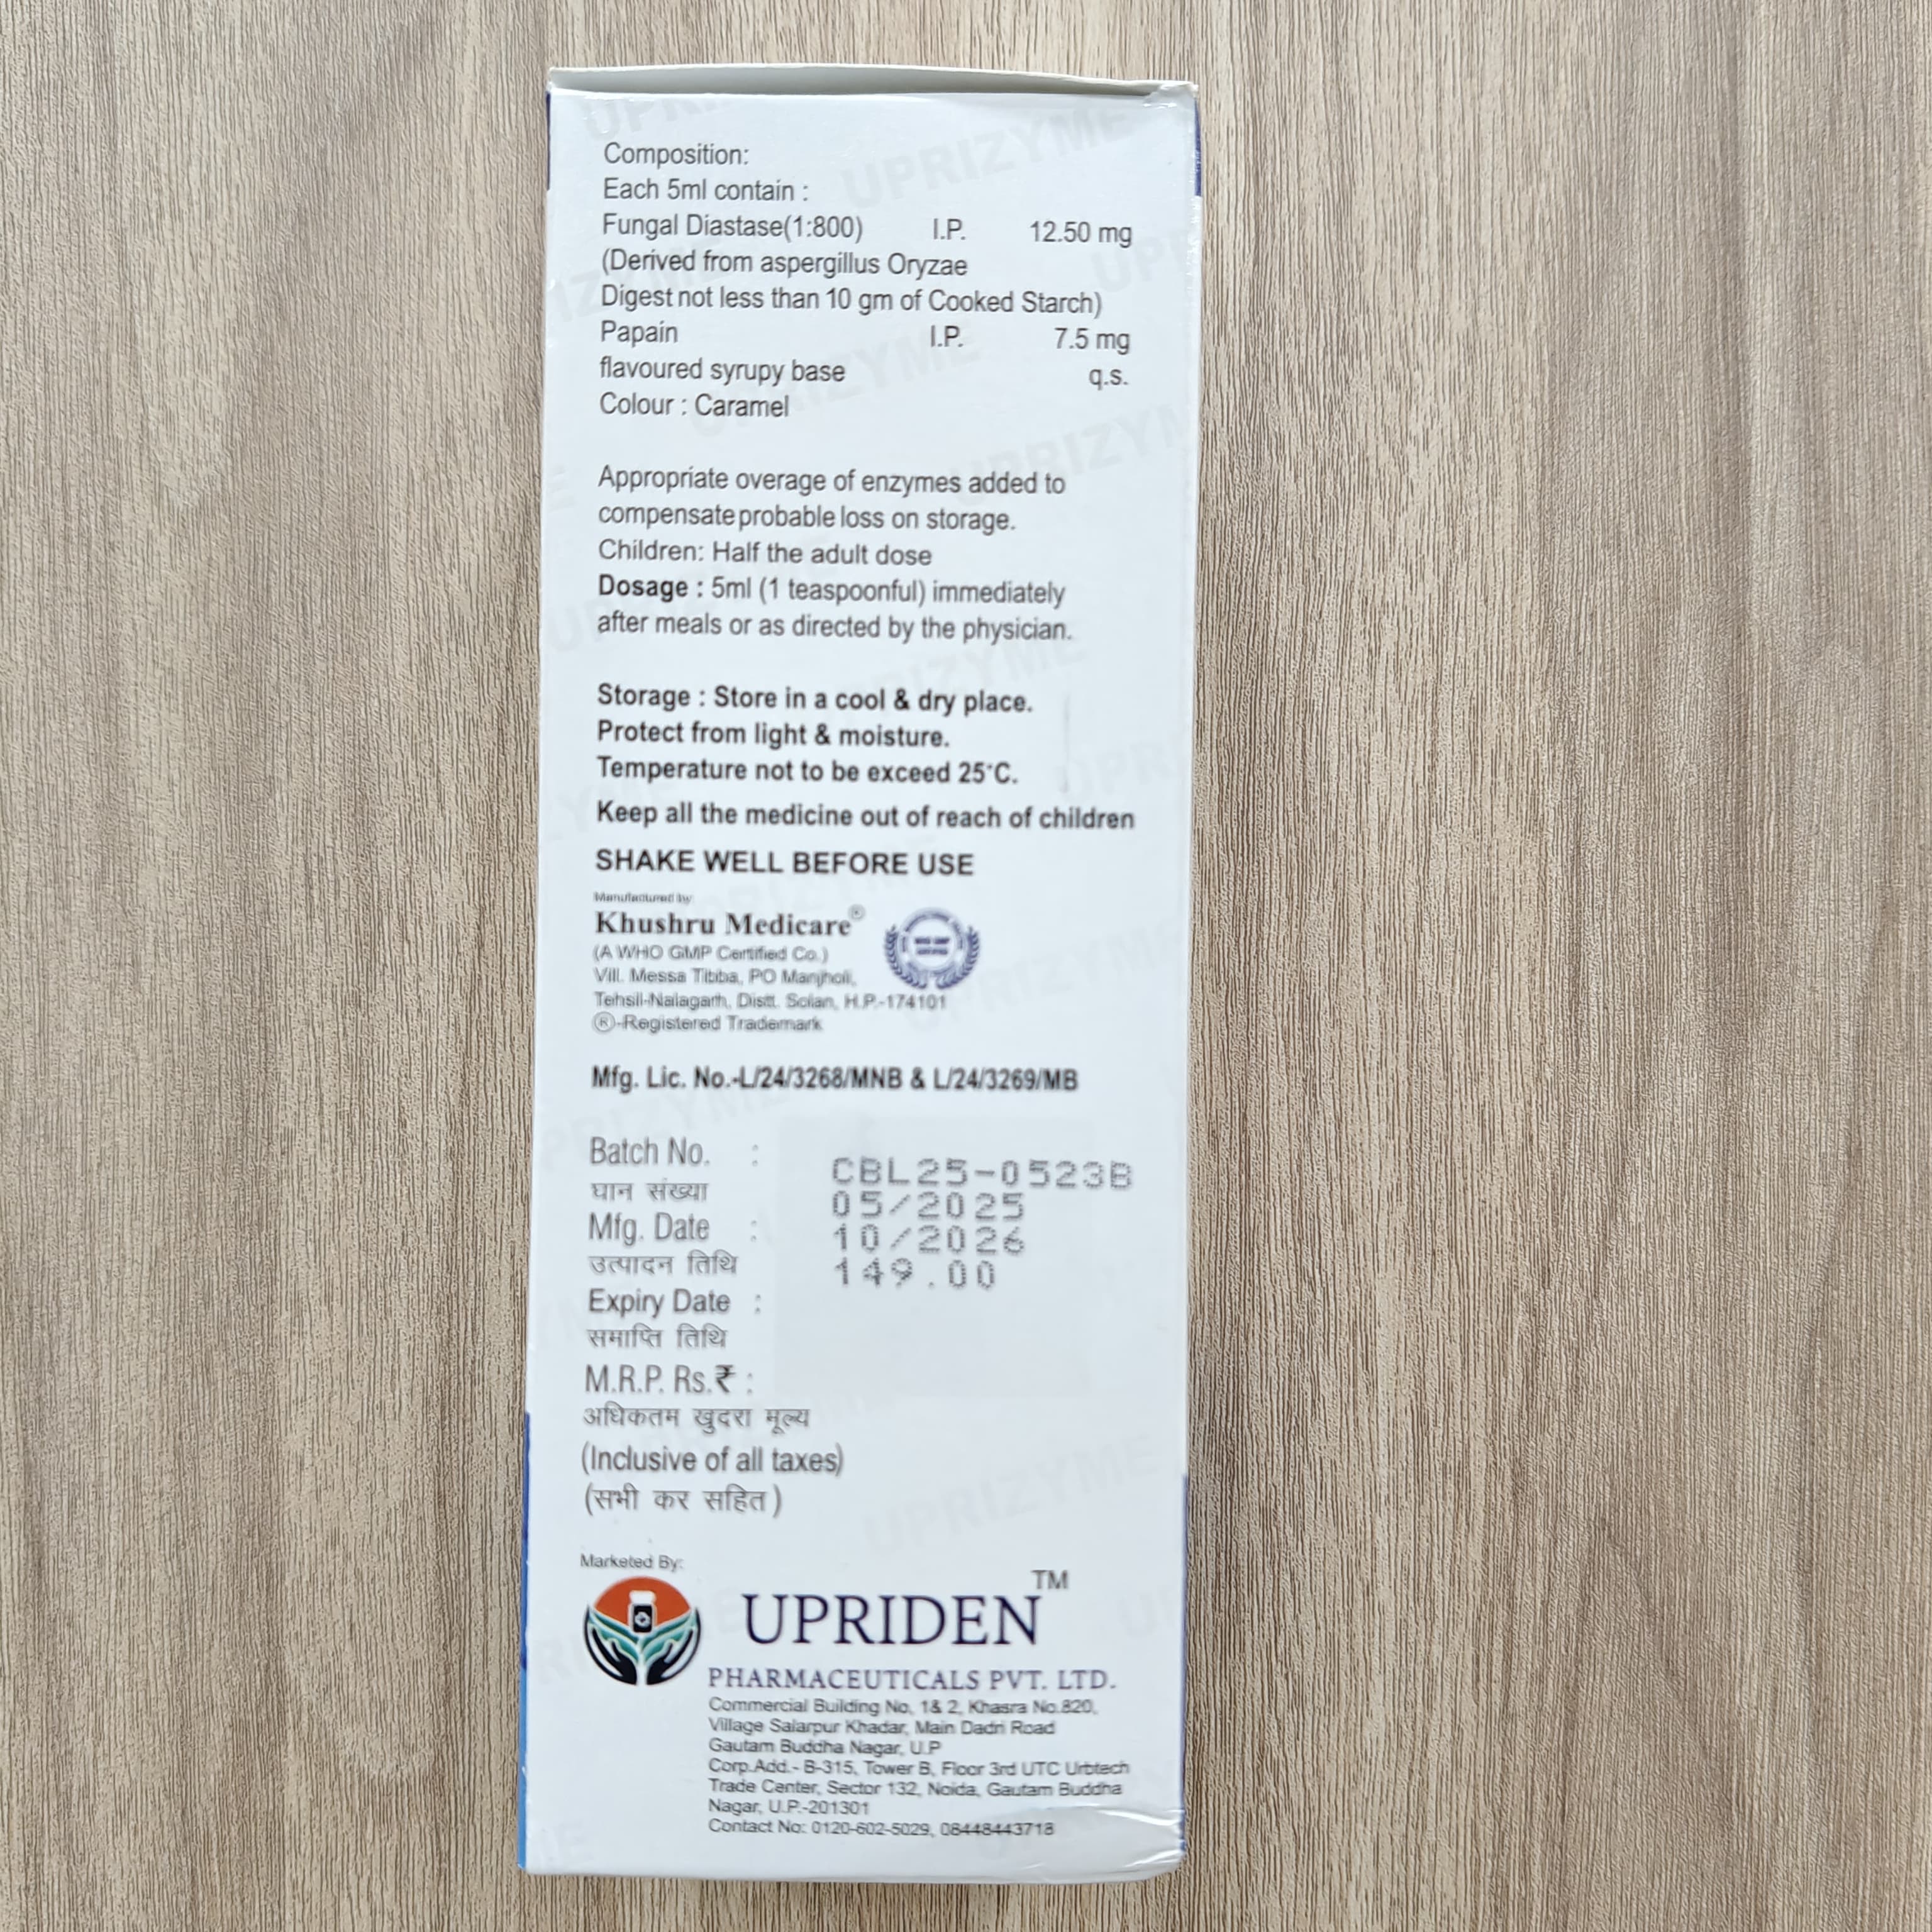 Composition:
Each 5ml contain :
Fungal Diastase(1:800) I.P. 12.50 mg
(Derived from aspergillus Oryzae
Digest not less than 10 gm of Cooked Starch)
Papain I.P. 7.5 mg
flavoured syrupy base q.s.
Colour : Caramel
Appropriate overage of enzymes added to
compensate probable loss on storage.
Children: Half the adult dose
Dosage : 5ml (1 teaspoonful) immediately
after meals or as directed by the physician.
Storage : Store in a cool & dry place.
Protect from light & moisture.
Temperature not to be exceed 25°C.
Keep all the medicine out of reach of children
SHAKE WELL BEFORE USE
Manufactured by:
Khushru Medicare®
(A WHO GMP Certified Co.)
Vill. Messa Tibba, PO Manjholi,
Tehsil-Nalagarh, Distt. Solan, H.P.-174101
®-Registered Trademark
Mfg. Lic. No.-L/24/3268/MNB & L/24/3269/MB
Batch No. : CBL25-0523B
घान संख्या 05/2025
Mfg. Date : 10/2026
उत्पादन तिथि 149.00
Expiry Date :
समाप्ति तिथि
M.R.P. Rs.₹ :
अधिकतम खुदरा मूल्य
(Inclusive of all taxes)
(सभी कर सहित)
Marketed By:
UPRIDEN™
PHARMACEUTICALS PVT. LTD.
Commercial Building No, 1& 2, Khasra No.820,
Village Salarpur Khadar, Main Dadri Road
Gautam Buddha Nagar, U.P
Corp.Add.- B-315, Tower B, Floor 3rd UTC Urbtech
Trade Center, Sector 132, Noida, Gautam Buddha
Nagar, U.P.-201301
Contact No: 0120-602-5029, 08448443718
UPRIZYME